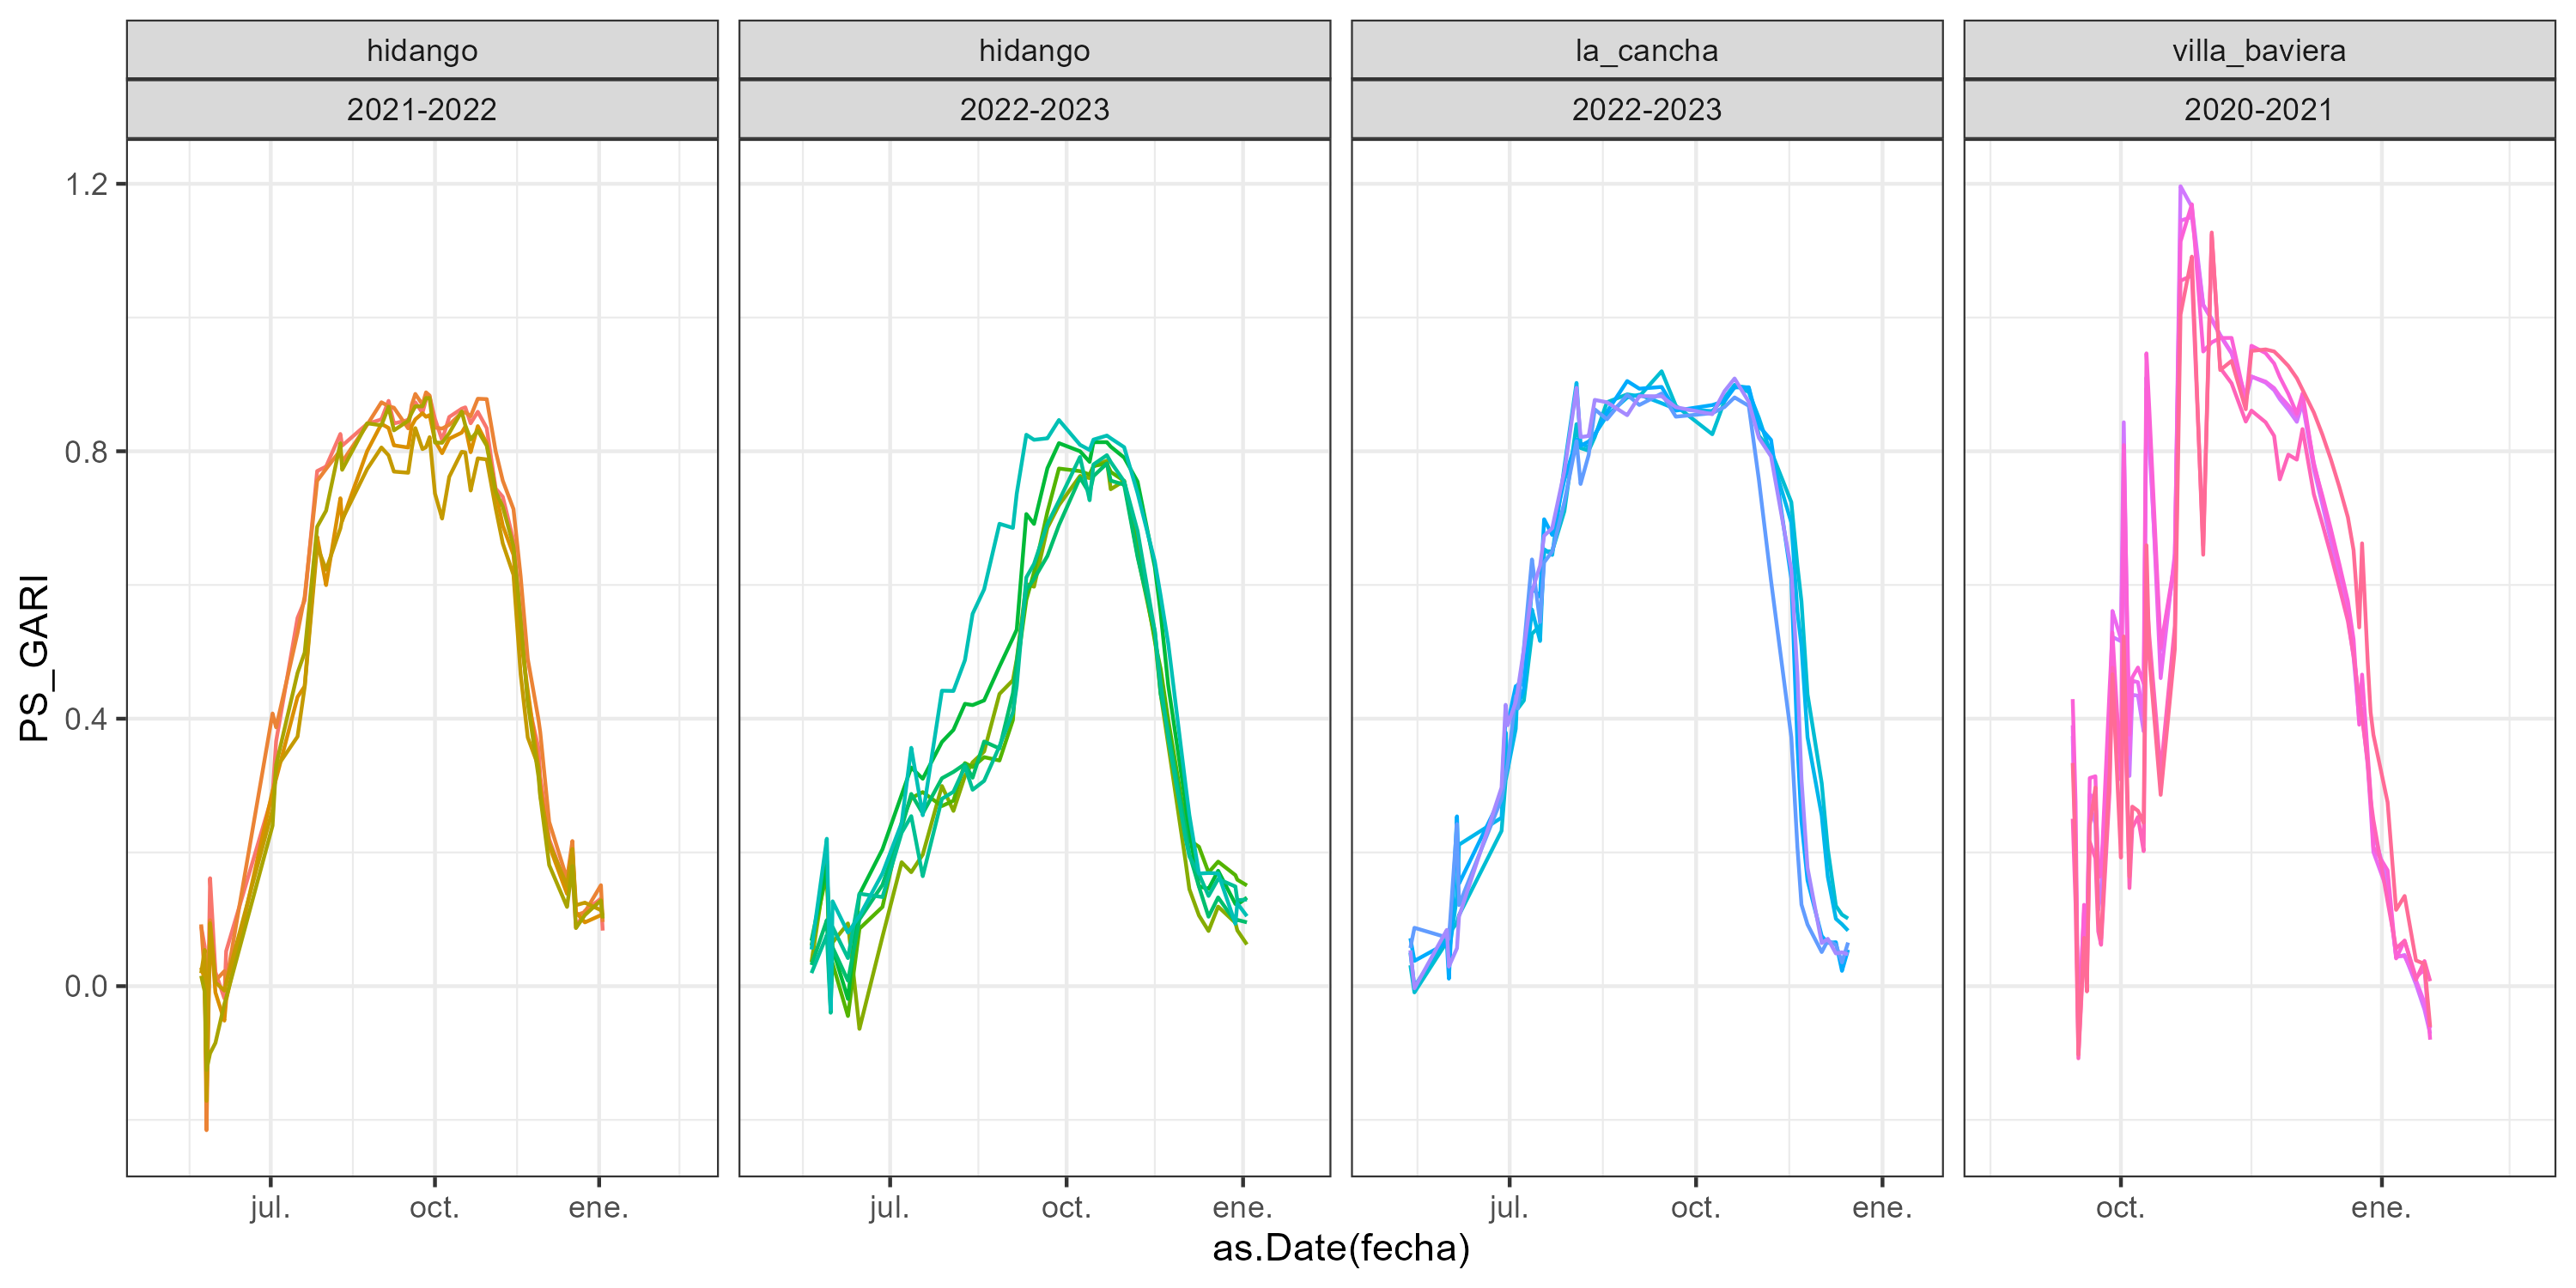 hidango
hidango
la_cancha
villa_baviera
2021-2022
2022-2023
2022-2023
2020-2021
1.2
0.8
0.4
0.0
PS_GARI
jul.
oct.
ene.
jul.
oct.
ene.
jul.
oct.
ene.
oct.
ene.
as.Date(fecha)